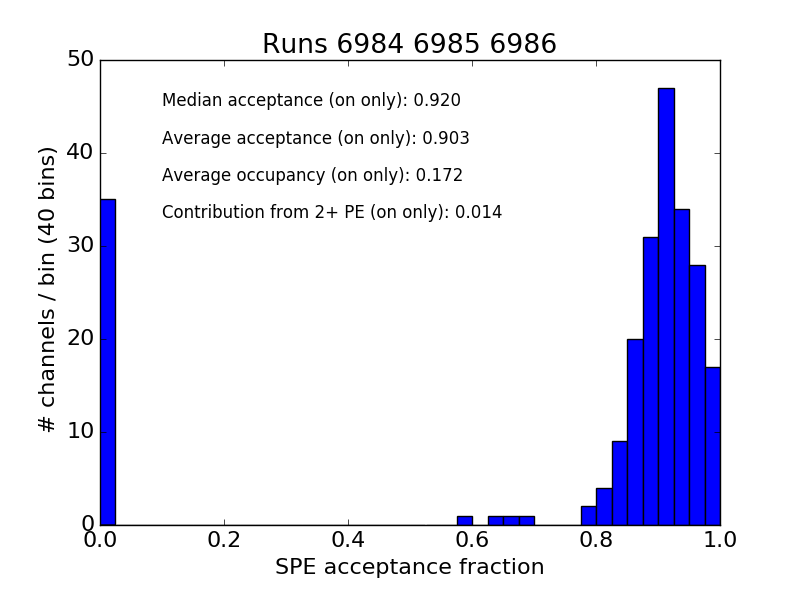 Runs 6984 6985 6986
50
Median acceptance (on only): 0.920
Average acceptance (on only): 0.903
40
Average occupancy (on only): 0.172
Contribution from 2+ PE (on only): 0.014
30
20
10
0
# channels / bin (40 bins)
0.0 0.2 0.4 0.6 0.8 1.0
SPE acceptance fraction